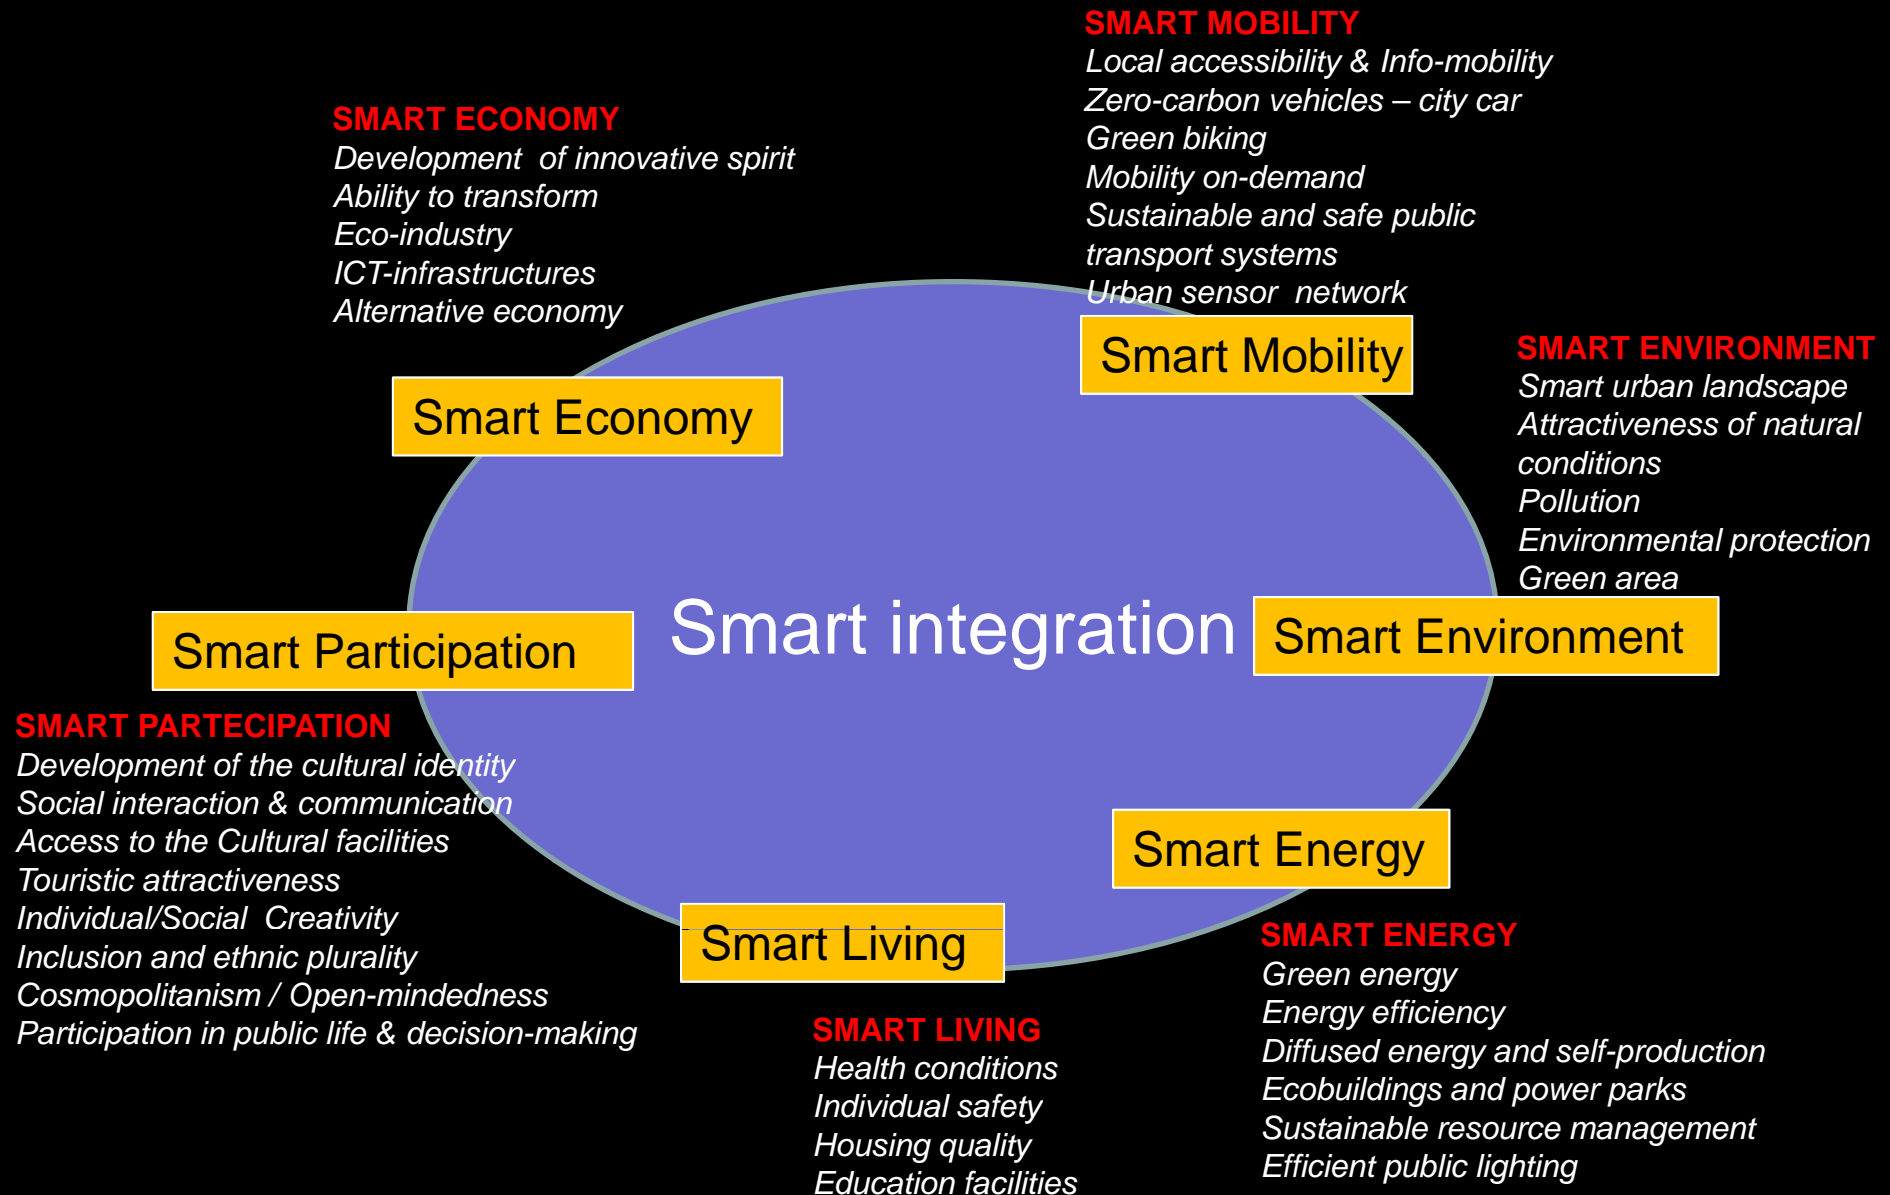 SMART MOBILITY
Local accessibility & Info-mobility
Zero-carbon vehicles – city car
Green biking
Mobility on-demand
Sustainable and safe public
transport systems
Urban sensor network
SMART ECONOMY
Development of innovative spirit
Ability to transform
Eco-industry
ICT-infrastructures
Alternative economy
Smart Mobility
SMART ENVIRONMENT
Smart urban landscape
Attractiveness of natural
conditions
Pollution
Environmental protection
Green area
Smart Economy
Smart integration
Smart Environment
Smart Participation
SMART PARTECIPATION
Development of the cultural identity
Social interaction & communication
Access to the Cultural facilities
Touristic attractiveness
Individual/Social Creativity
Inclusion and ethnic plurality
Cosmopolitanism / Open-mindedness
Participation in public life & decision-making
Smart Energy
Smart Living
SMART ENERGY
Green energy
Energy efficiency
Diffused energy and self-production
Ecobuildings and power parks
Sustainable resource management
Efficient public lighting
SMART LIVING
Health conditions
Individual safety
Housing quality
Education facilities